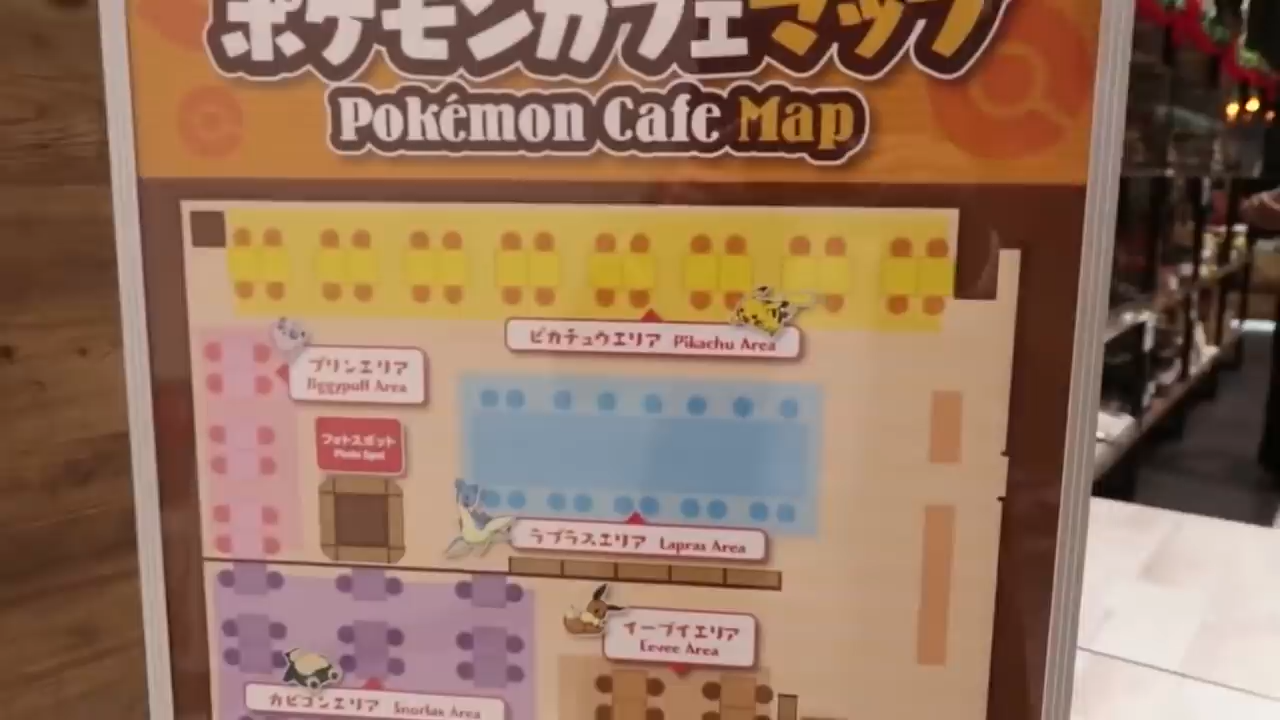 ポケモンカフェマップ
Pokémon Cafe Map
ピカチュウエリア Pikachu Area
プリンエリア
Jiggypuff Area
フォトスポット
Photo Spot
ラプラスエリア Lapras Area
イーブイエリア
Eevee Area
カビゴンエリア Snorlax Area